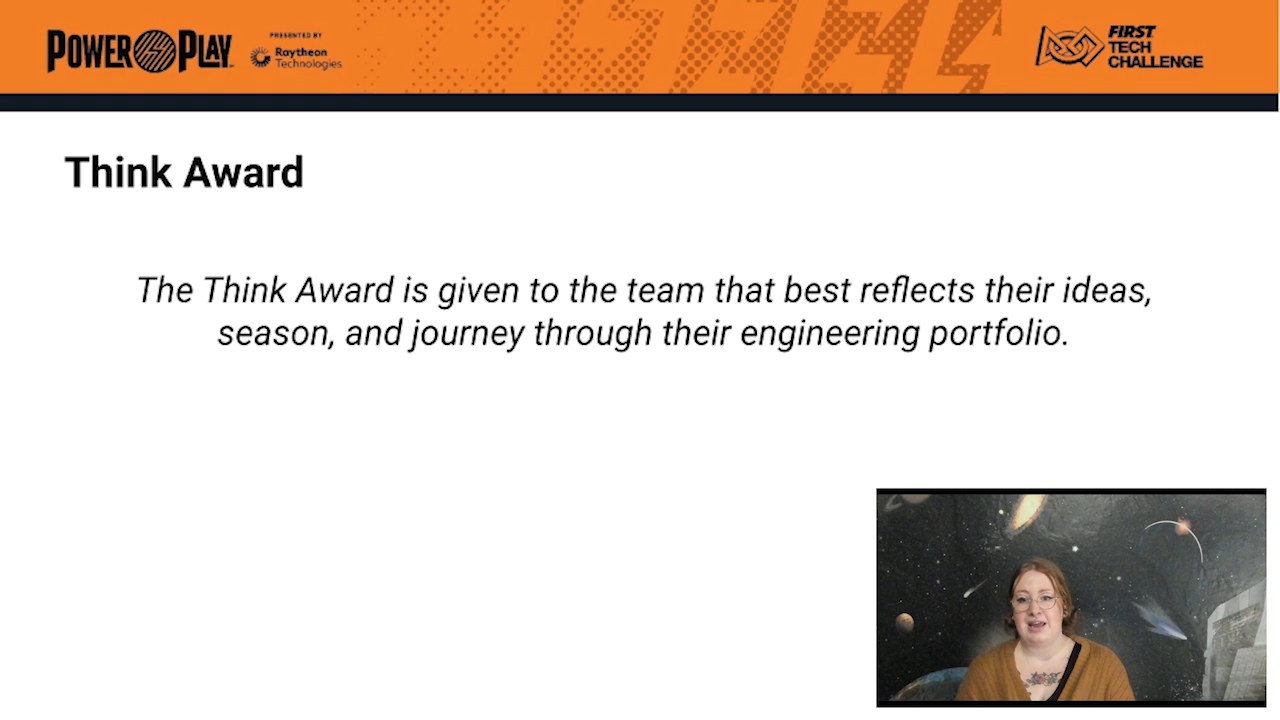 POWER PLAY
PRESENTED BY
Raytheon
Technologies
FIRST
TECH
CHALLENGE
Think Award
The Think Award is given to the team that best reflects their ideas,
season, and journey through their engineering portfolio.